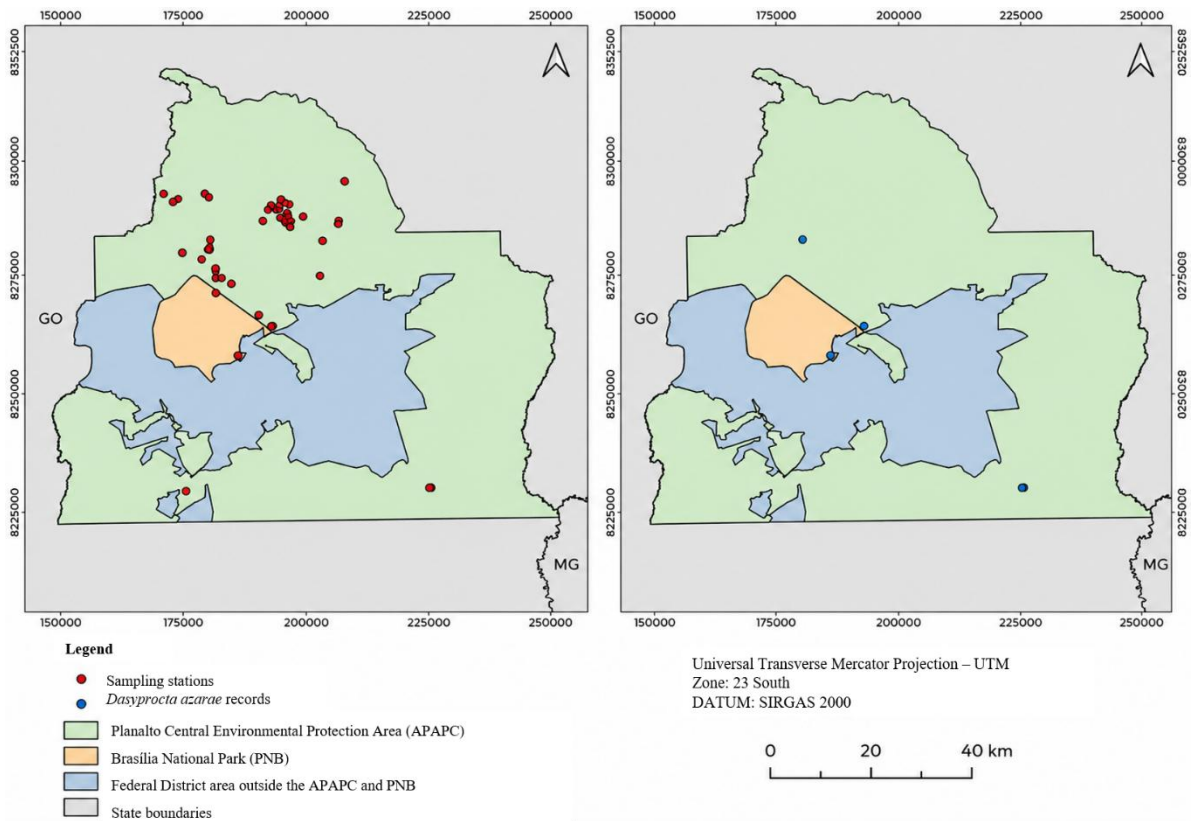 150000 175000 200000 225000 250000
150000 175000 200000 225000 250000
8352500
8300000
8275000
8250000
8225000
GO
MG
GO
MG
8352500
8300000
8275000
8250000
8225000
150000 175000 200000 225000 250000
150000 175000 200000 225000 250000
Legend
Sampling stations
Dasyprocta azarae records
Planalto Central Environmental Protection Area (APAPC)
Brasília National Park (PNB)
Federal District area outside the APAPC and PNB
State boundaries
Universal Transverse Mercator Projection – UTM
Zone: 23 South
DATUM: SIRGAS 2000
0 20 40 km